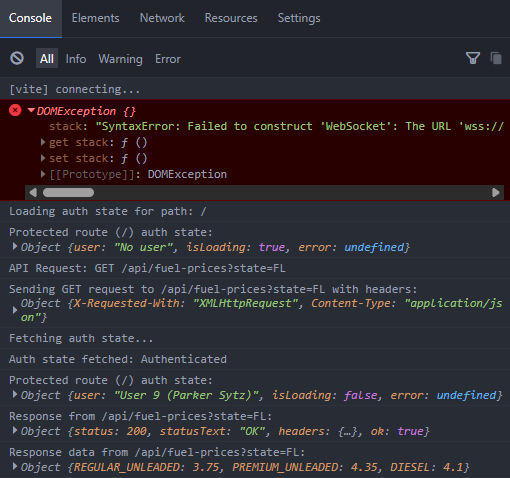 Console Elements Network Resources Settings
All Info Warning Error
[vite] connecting...
DOMException {}
stack: "SyntaxError: Failed to construct 'WebSocket': The URL 'wss://
get stack: ƒ ()
set stack: ƒ ()
[[Prototype]]: DOMException
Loading auth state for path: /
Protected route (/) auth state:
Object {user: "No user", isLoading: true, error: undefined}
API Request: GET /api/fuel-prices?state=FL
Sending GET request to /api/fuel-prices?state=FL with headers:
Object {X-Requested-With: "XMLHttpRequest", Content-Type: "application/js
on"}
Fetching auth state...
Auth state fetched: Authenticated
Protected route (/) auth state:
Object {user: "User 9 (Parker Sytz)", isLoading: false, error: undefined}
Response from /api/fuel-prices?state=FL:
Object {status: 200, statusText: "OK", headers: {…}, ok: true}
Response data from /api/fuel-prices?state=FL:
Object {REGULAR_UNLEADED: 3.75, PREMIUM_UNLEADED: 4.35, DIESEL: 4.1}